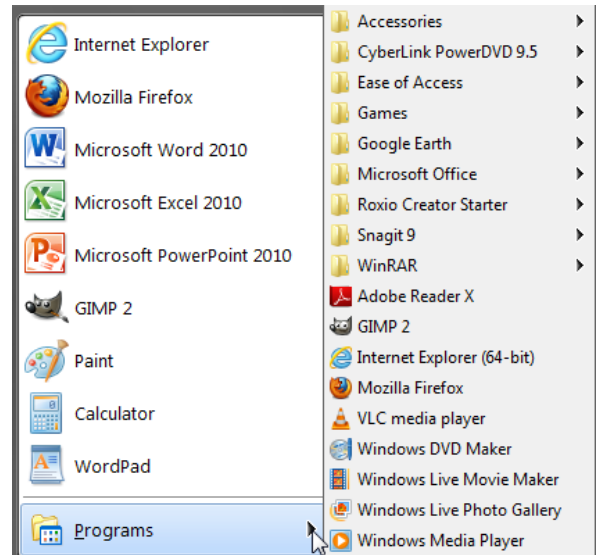 Internet Explorer
Mozilla Firefox
Microsoft Word 2010
Microsoft Excel 2010
Microsoft PowerPoint 2010
GIMP 2
Paint
Calculator
WordPad
Programs
Accessories
CyberLink PowerDVD 9.5
Ease of Access
Games
Google Earth
Microsoft Office
Roxio Creator Starter
Snagit 9
WinRAR
Adobe Reader X
GIMP 2
Internet Explorer (64-bit)
Mozilla Firefox
VLC media player
Windows DVD Maker
Windows Live Movie Maker
Windows Live Photo Gallery
Windows Media Player